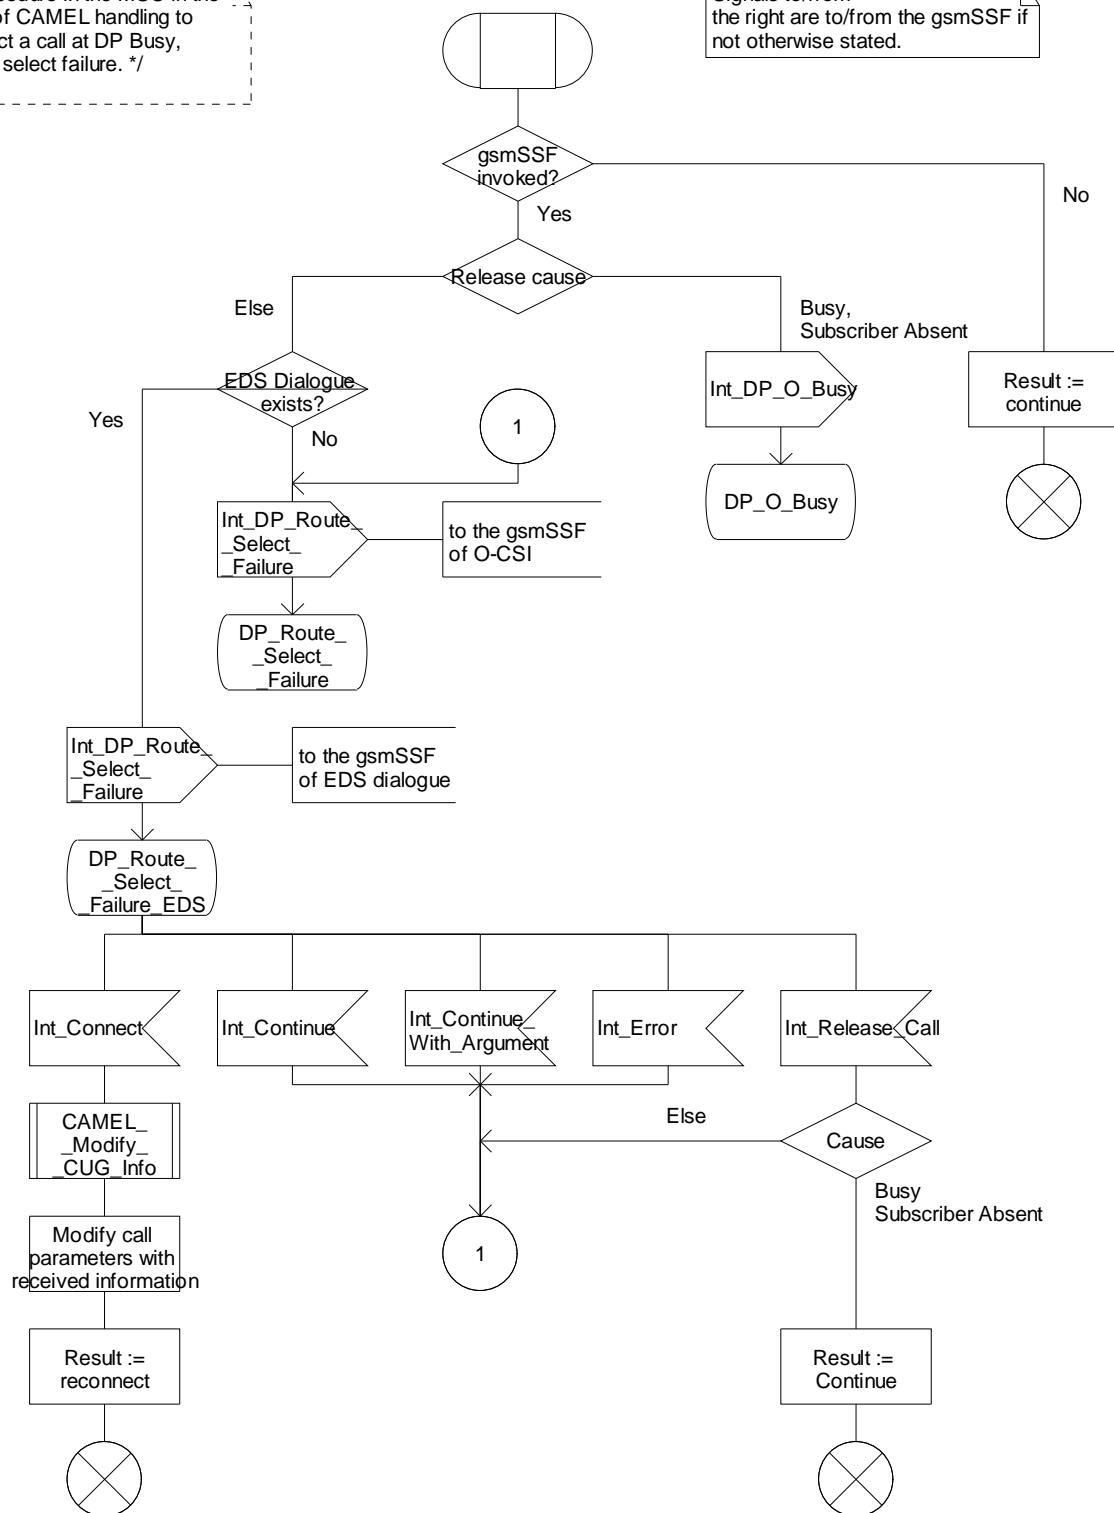 of CAMEL handling to
ct a call at DP Busy,
select failure. */
the right are to/from the gsmSSF if
not otherwise stated.
gsmSSF
invoked?
No
Yes
Release cause
Else
Busy,
Subscriber Absent
EDS Dialogue
exists?
Int_DP_O_Busy
Result :=
continue
Yes
No
1
DP_O_Busy
Int_DP_Route_
_Select_
_Failure
to the gsmSSF
of O-CSI
DP_Route_
_Select_
_Failure
Int_DP_Route_
_Select_
_Failure
to the gsmSSF
of EDS dialogue
DP_Route_
_Select_
_Failure_EDS
Int_Connect
Int_Continue
Int_Continue_
With_Argument
Int_Error
Int_Release_Call
CAMEL_
_Modify_
_CUG_Info
Else
Cause
Busy
Subscriber Absent
Modify call
parameters with
received information
1
Result :=
reconnect
Result :=
Continue